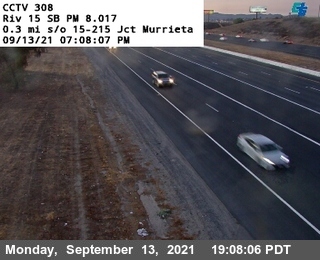 CCTV 308
Riv 15 SB PM 8.017
0.3 mi s/o 15-215 Jct Murrieta
09/13/21 07:08:07 PM
Monday, September 13, 2021 19:08:06 PDT